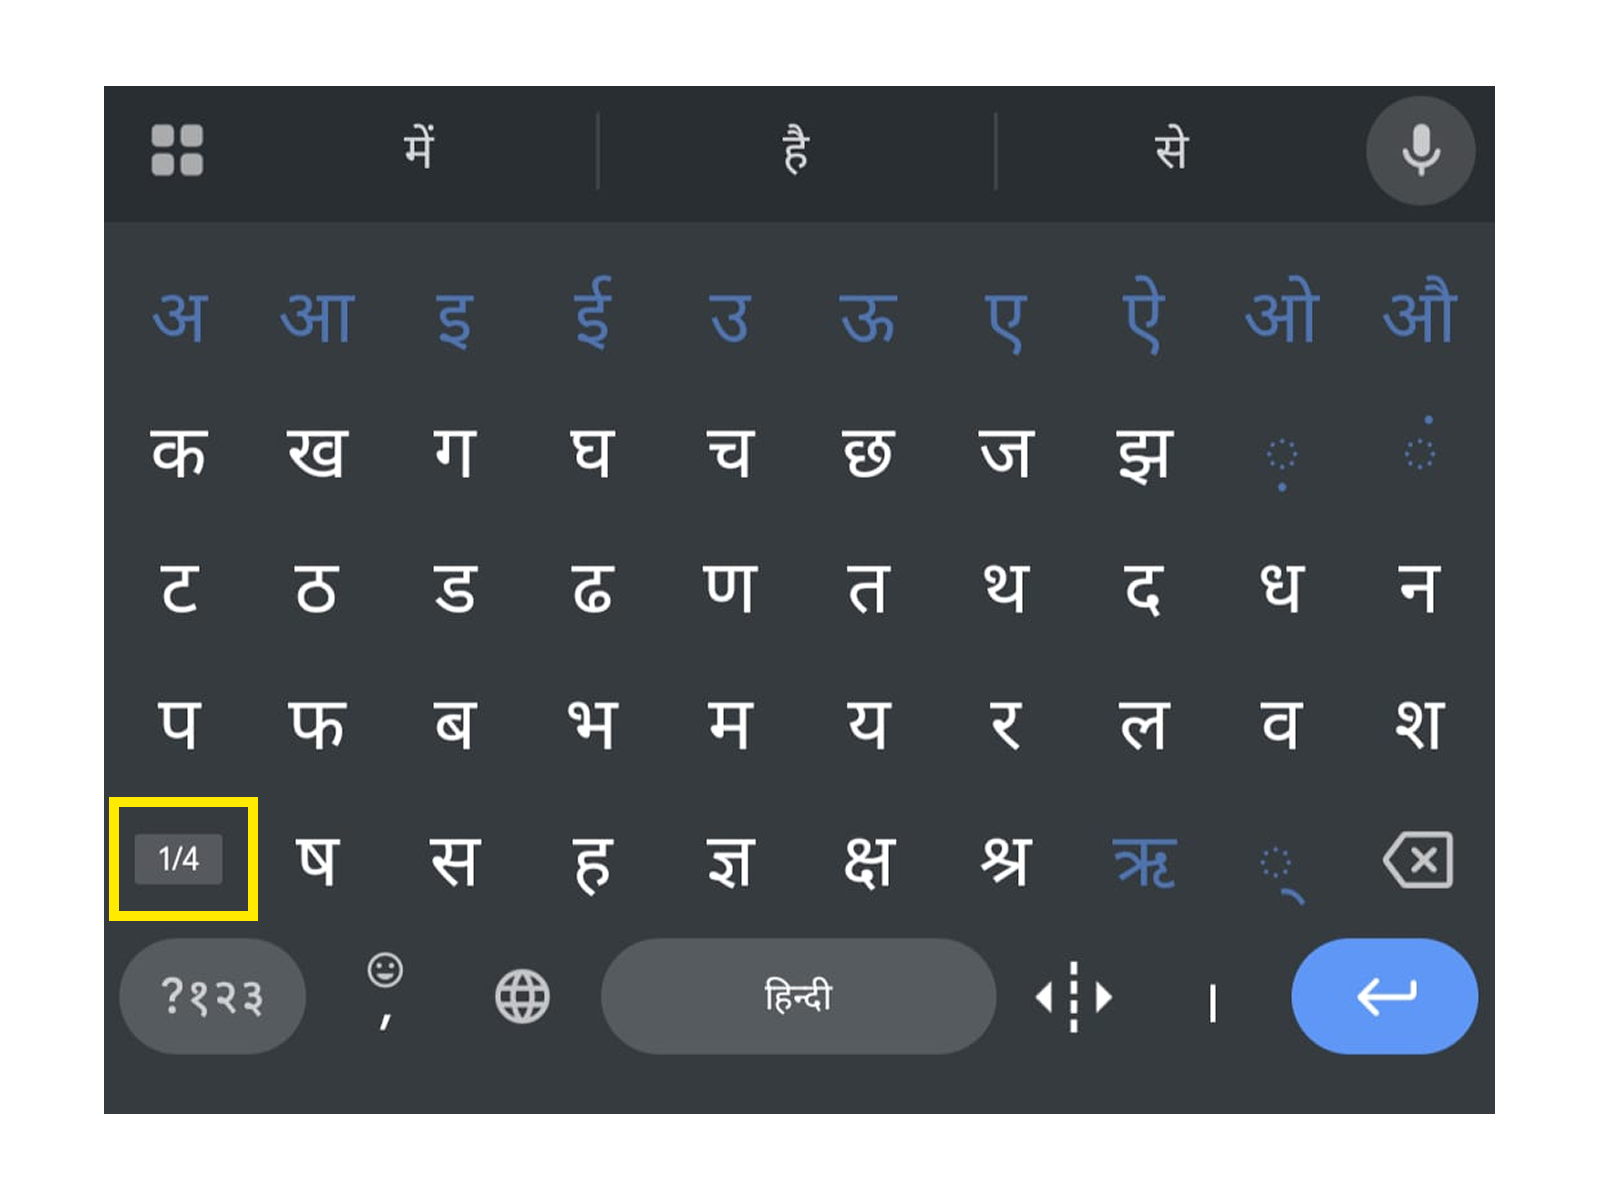 में है से
अ आ इ ई उ ऊ ए ऐ ओ औ
क ख ग घ च छ ज झ ़ ं
ट ठ ड ढ ण त थ द ध न
प फ ब भ म य र ल व श
1/4 ष स ह ज्ञ क्ष श्र ऋ ्
?१२३ , हिन्दी ।